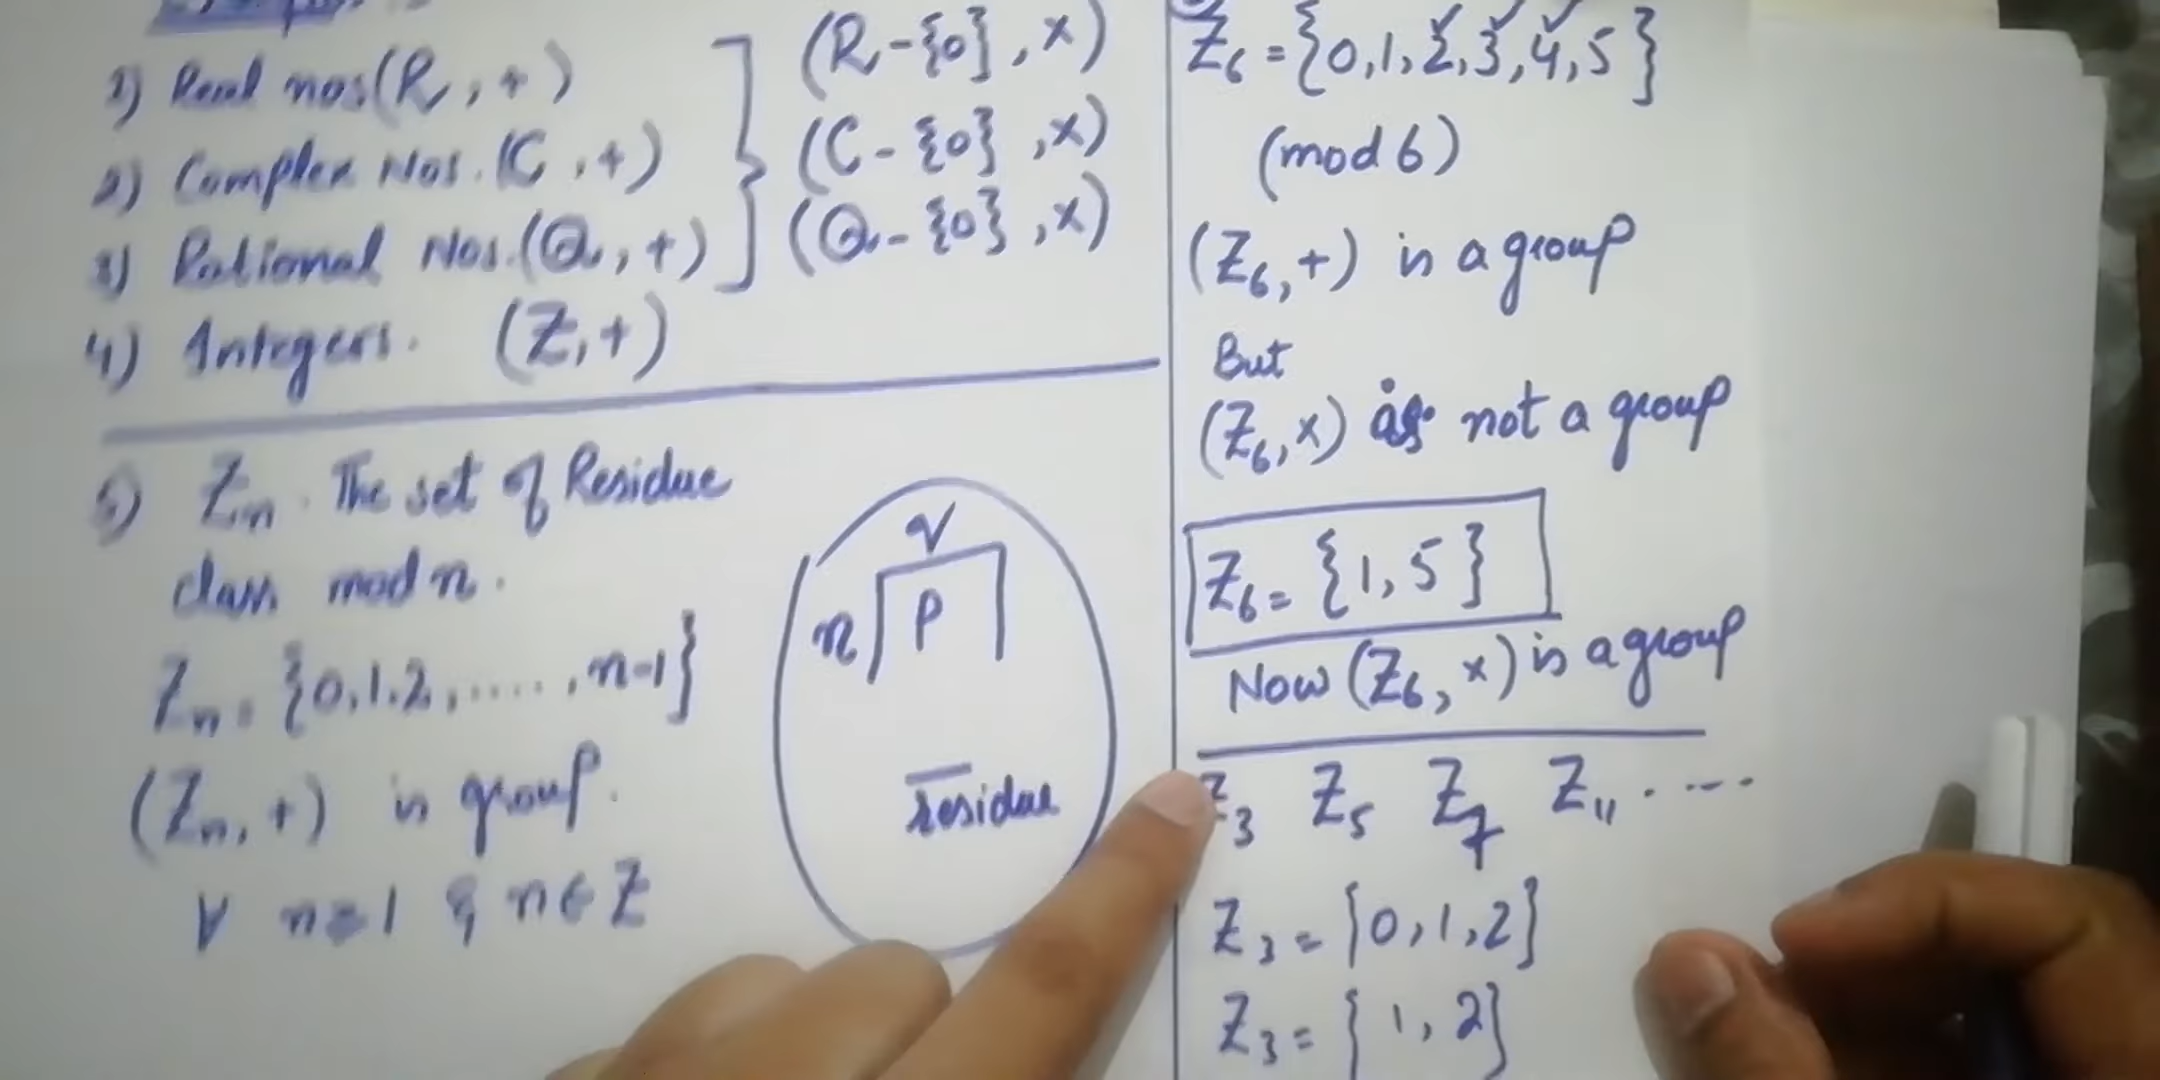 1) Real nos (R, +)
2) Complex Nos. (C, +)
3) Rational Nos. (Q, +)
(R - {0}, ×)
(C - {0}, ×)
(Q - {0}, ×)
4) Integers. (Z, +)
5) Zn. The set of Residue
class mod n.
Zn = {0, 1, 2, ....., n-1}
(Zn, +) is group.
∀ n ≥ 1 & n ∈ Z
q
n
P
residue
Z6 = {0, 1, 2, 3, 4, 5}
(mod 6)
(Z6, +) is a group
But
(Z6, ×) is not a group
Z6 = {1, 5}
Now (Z6, ×) is a group
Z3 Z5 Z7 Z11 ....
Z3 = {0, 1, 2}
Z3 = {1, 2}